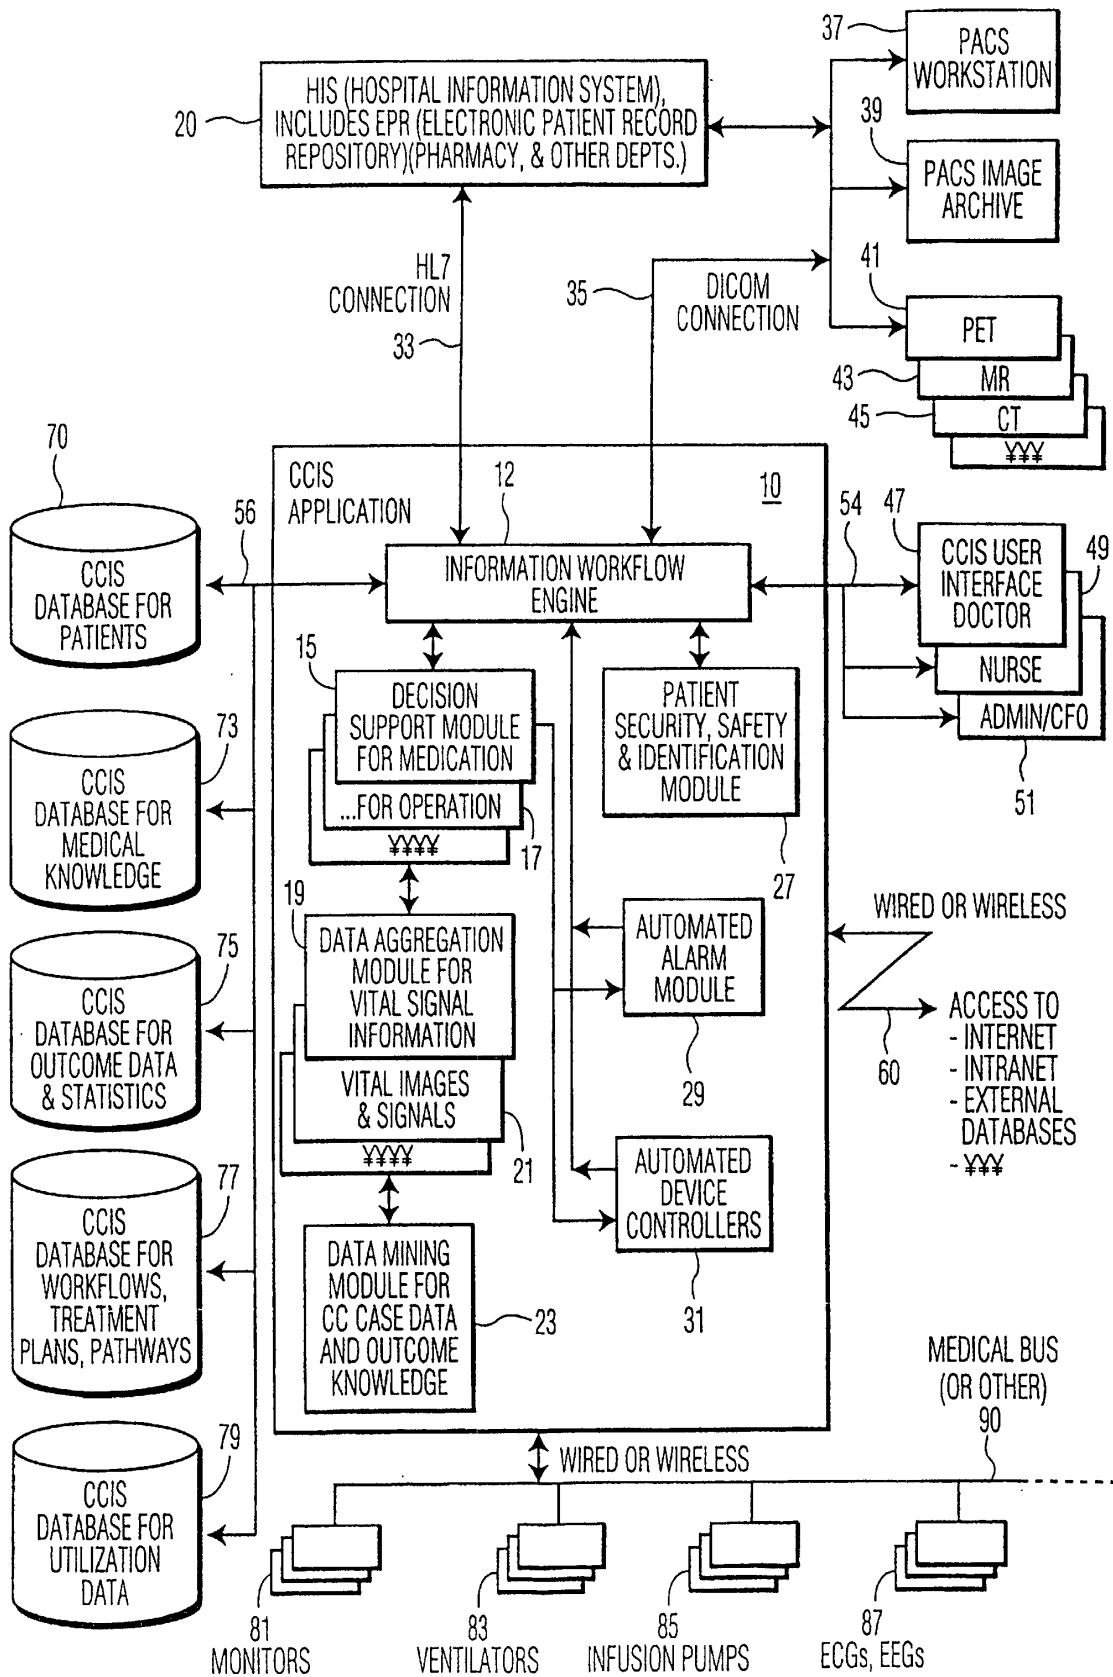 37
PACS
WORKSTATION
20
HIS (HOSPITAL INFORMATION SYSTEM),
INCLUDES EPR (ELECTRONIC PATIENT RECORD
REPOSITORY)(PHARMACY, & OTHER DEPTS.)
39
PACS IMAGE
ARCHIVE
HL7
CONNECTION
33
35
DICOM
CONNECTION
41
PET
43
MR
45
CT
¥¥¥
70
CCIS
DATABASE FOR
PATIENTS
56
CCIS
APPLICATION
12
10
INFORMATION WORKFLOW
ENGINE
54
47
CCIS USER
INTERFACE
DOCTOR
49
NURSE
ADMIN/CFO
51
15
DECISION
SUPPORT MODULE
FOR MEDICATION
...FOR OPERATION
¥¥¥¥
17
PATIENT
SECURITY, SAFETY
& IDENTIFICATION
MODULE
27
73
CCIS
DATABASE FOR
MEDICAL
KNOWLEDGE
19
DATA AGGREGATION
MODULE FOR
VITAL SIGNAL
INFORMATION
VITAL IMAGES
& SIGNALS
¥¥¥¥
21
AUTOMATED
ALARM
MODULE
29
WIRED OR WIRELESS
60
ACCESS TO
- INTERNET
- INTRANET
- EXTERNAL
DATABASES
- ¥¥¥
75
CCIS
DATABASE FOR
OUTCOME DATA
& STATISTICS
77
CCIS
DATABASE FOR
WORKFLOWS,
TREATMENT
PLANS, PATHWAYS
AUTOMATED
DEVICE
CONTROLLERS
31
DATA MINING
MODULE FOR
CC CASE DATA
AND OUTCOME
KNOWLEDGE
23
MEDICAL BUS
(OR OTHER)
90
79
CCIS
DATABASE FOR
UTILIZATION
DATA
WIRED OR WIRELESS
81
MONITORS
83
VENTILATORS
85
INFUSION PUMPS
87
ECGs, EEGs